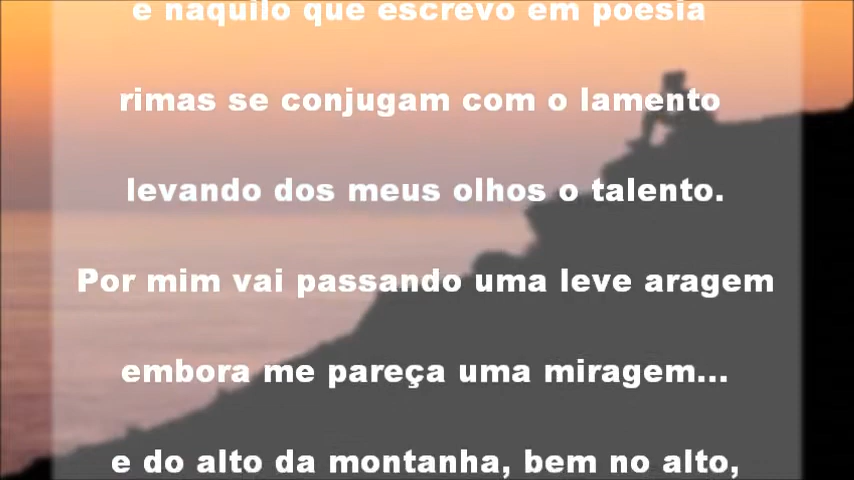 e naquilo que escrevo em poesia
rimas se conjugam com o lamento
levando dos meus olhos o talento.
Por mim vai passando uma leve aragem
embora me pareça uma miragem...
e do alto da montanha, bem no alto,